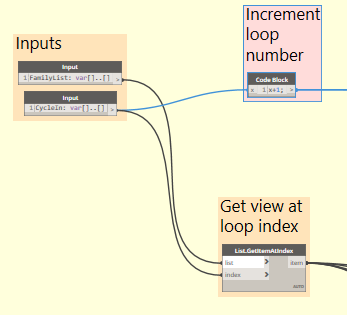 Inputs
Input
1 FamilyList: var[]..[] >
Input
1 CycleIn: var[]..[] >
Increment
loop
number
Code Block
x 1 x+1; >
Get view at
loop index
List.GetItemAtIndex
list > item
index >
auto